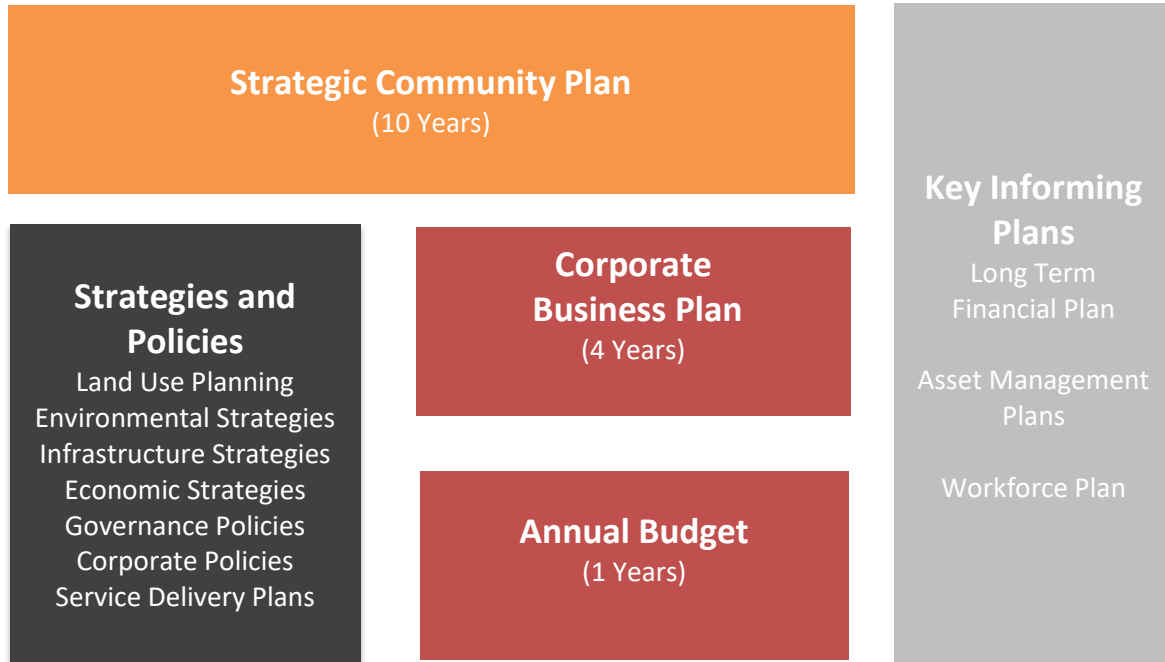 Strategic Community Plan
(10 Years)
Strategies and
Policies
Land Use Planning
Environmental Strategies
Infrastructure Strategies
Economic Strategies
Governance Policies
Corporate Policies
Service Delivery Plans
Corporate
Business Plan
(4 Years)
Annual Budget
(1 Years)
Key Informing
Plans
Long Term
Financial Plan
Asset Management
Plans
Workforce Plan